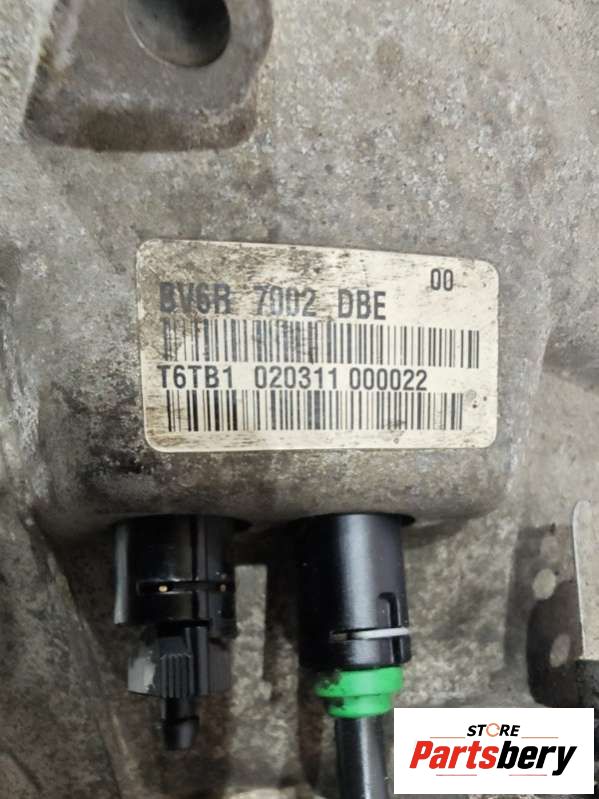 00
BV6R 7002 DBE
T6TB1 020311 000022
STORE
Partsbery